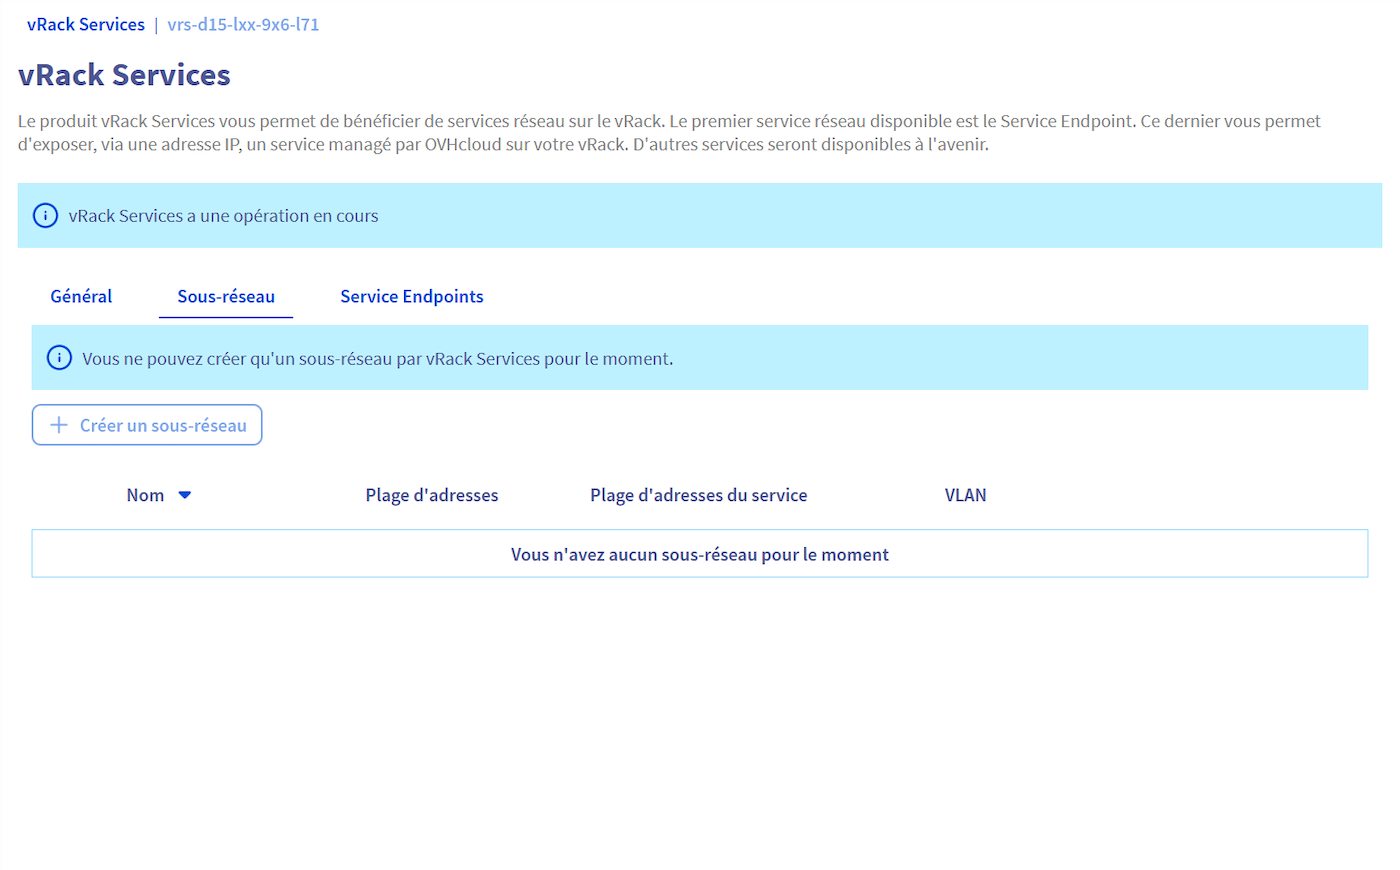 vRack Services | vrs-d15-lxx-9x6-l71
vRack Services
Le produit vRack Services vous permet de bénéficier de services réseau sur le vRack. Le premier service réseau disponible est le Service Endpoint. Ce dernier vous permet
d'exposer, via une adresse IP, un service managé par OVHcloud sur votre vRack. D'autres services seront disponibles à l'avenir.
vRack Services a une opération en cours
Général Sous-réseau Service Endpoints
Vous ne pouvez créer qu'un sous-réseau par vRack Services pour le moment.
Créer un sous-réseau
Nom Plage d'adresses Plage d'adresses du service VLAN
Vous n'avez aucun sous-réseau pour le moment